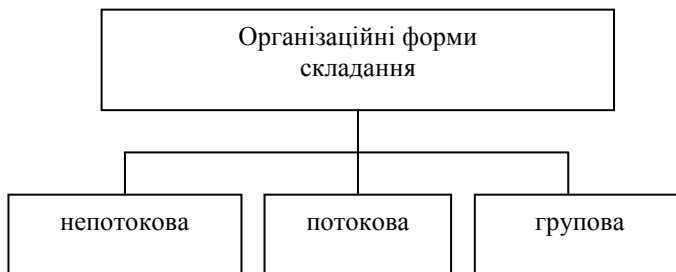 Організаційні форми
складання
непотокова
потокова
групова